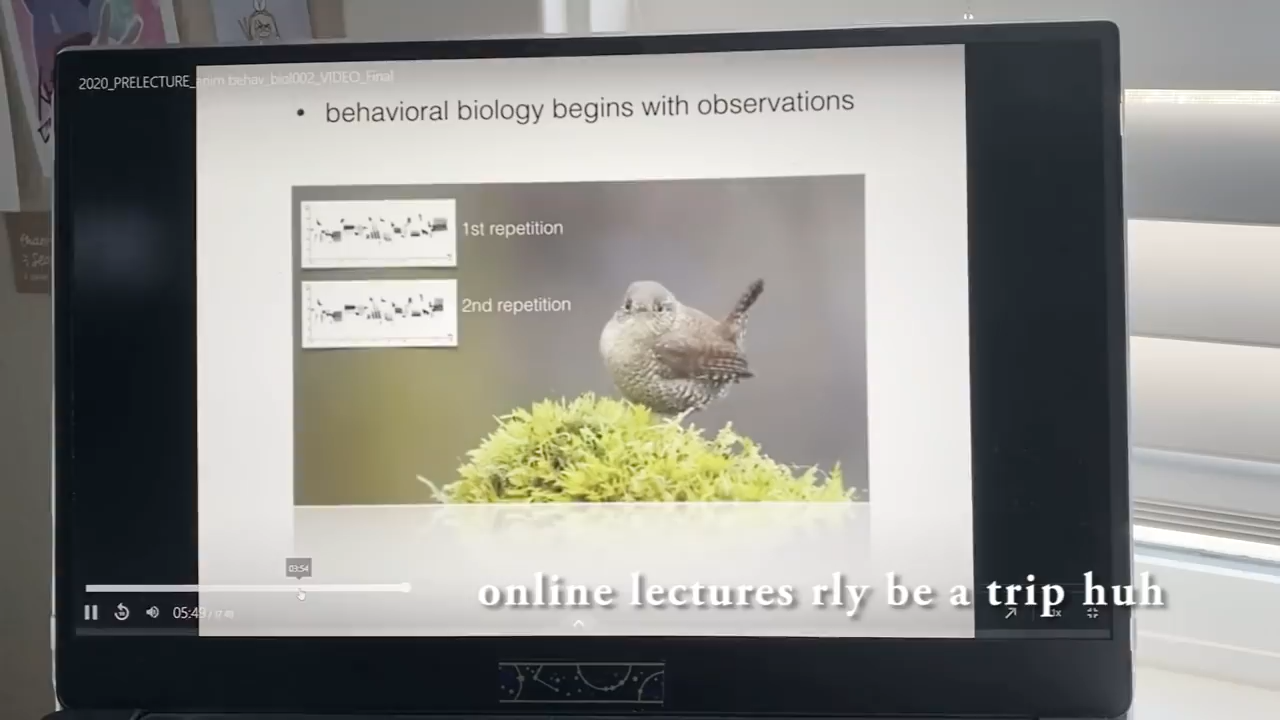 2020_PRELECTURE_anim behav_biol002_VIDEO_Final
• behavioral biology begins with observations
1st repetition
2nd repetition
03:54
online lectures rly be a trip huh
05:49
1x